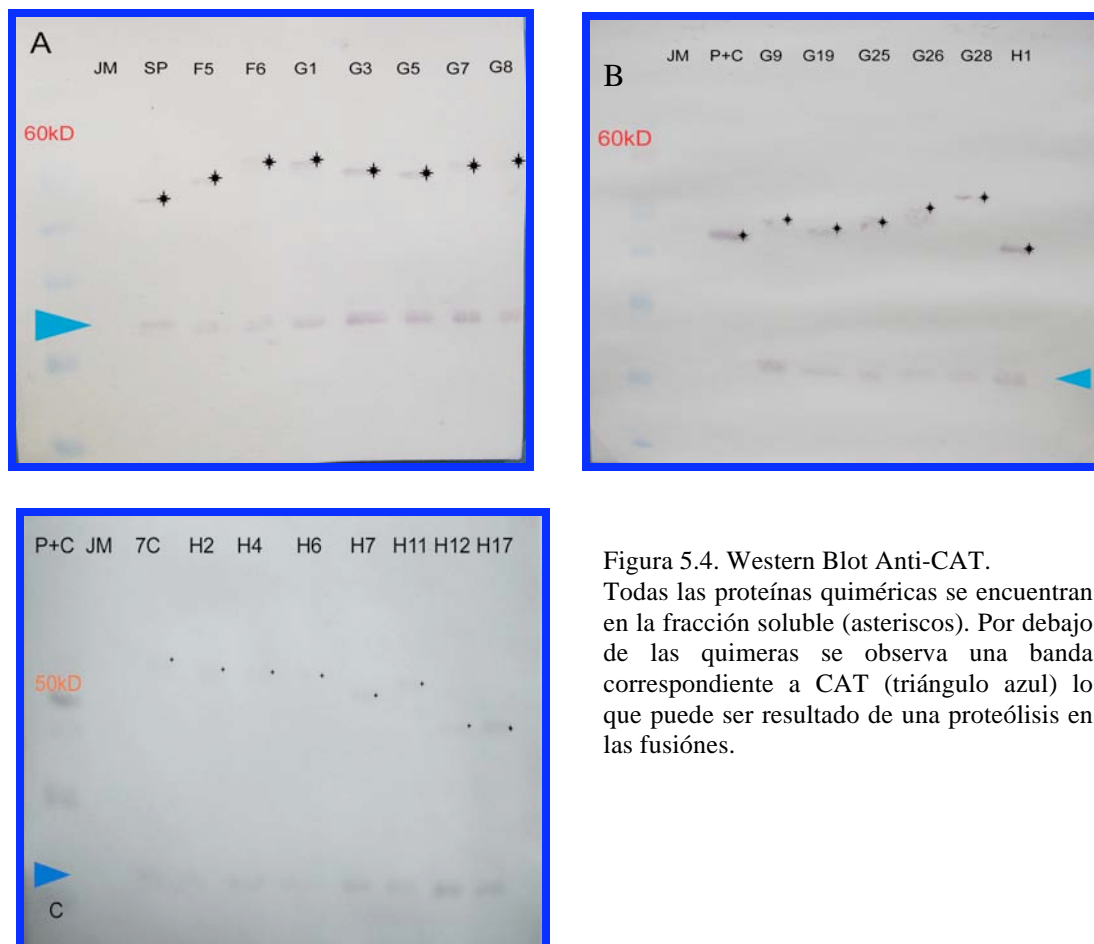 A
JM SP F5 F6 G1 G3 G5 G7 G8
60kD
B
JM P+C G9 G19 G25 G26 G28 H1
60kD
P+C JM 7C H2 H4 H6 H7 H11 H12 H17
50kD
C
Figura 5.4. Western Blot Anti-CAT.
Todas las proteínas quiméricas se encuentran
en la fracción soluble (asteriscos). Por debajo
de las quimeras se observa una banda
correspondiente a CAT (triángulo azul) lo
que puede ser resultado de una proteólisis en
las fusiónes.